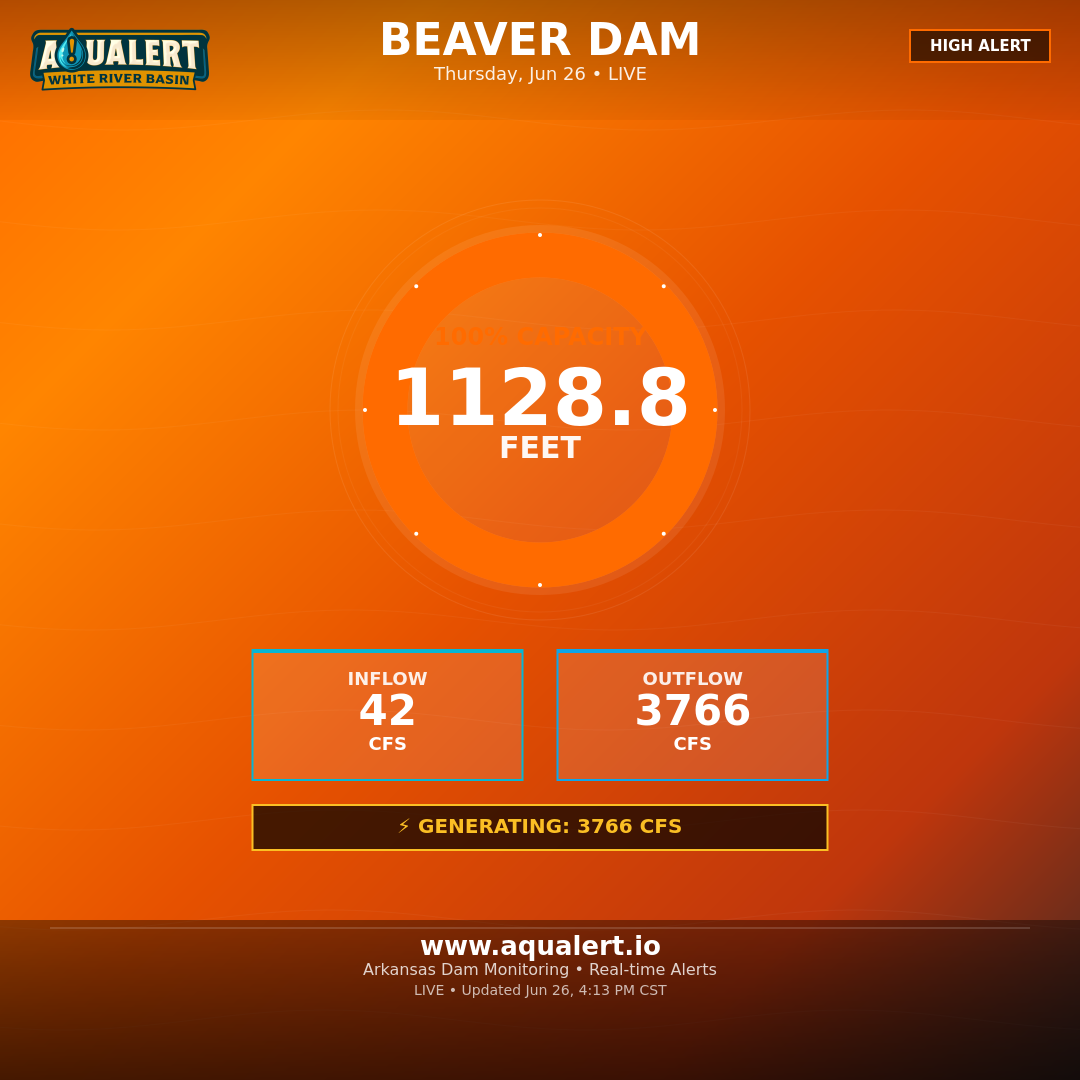 AQUALERT
WHITE RIVER BASIN
BEAVER DAM
Thursday, Jun 26 • LIVE
HIGH ALERT
100% CAPACITY
1128.8
FEET
INFLOW
42
CFS
OUTFLOW
3766
CFS
⚡ GENERATING: 3766 CFS
www.aqualert.io
Arkansas Dam Monitoring • Real-time Alerts
LIVE • Updated Jun 26, 4:13 PM CST